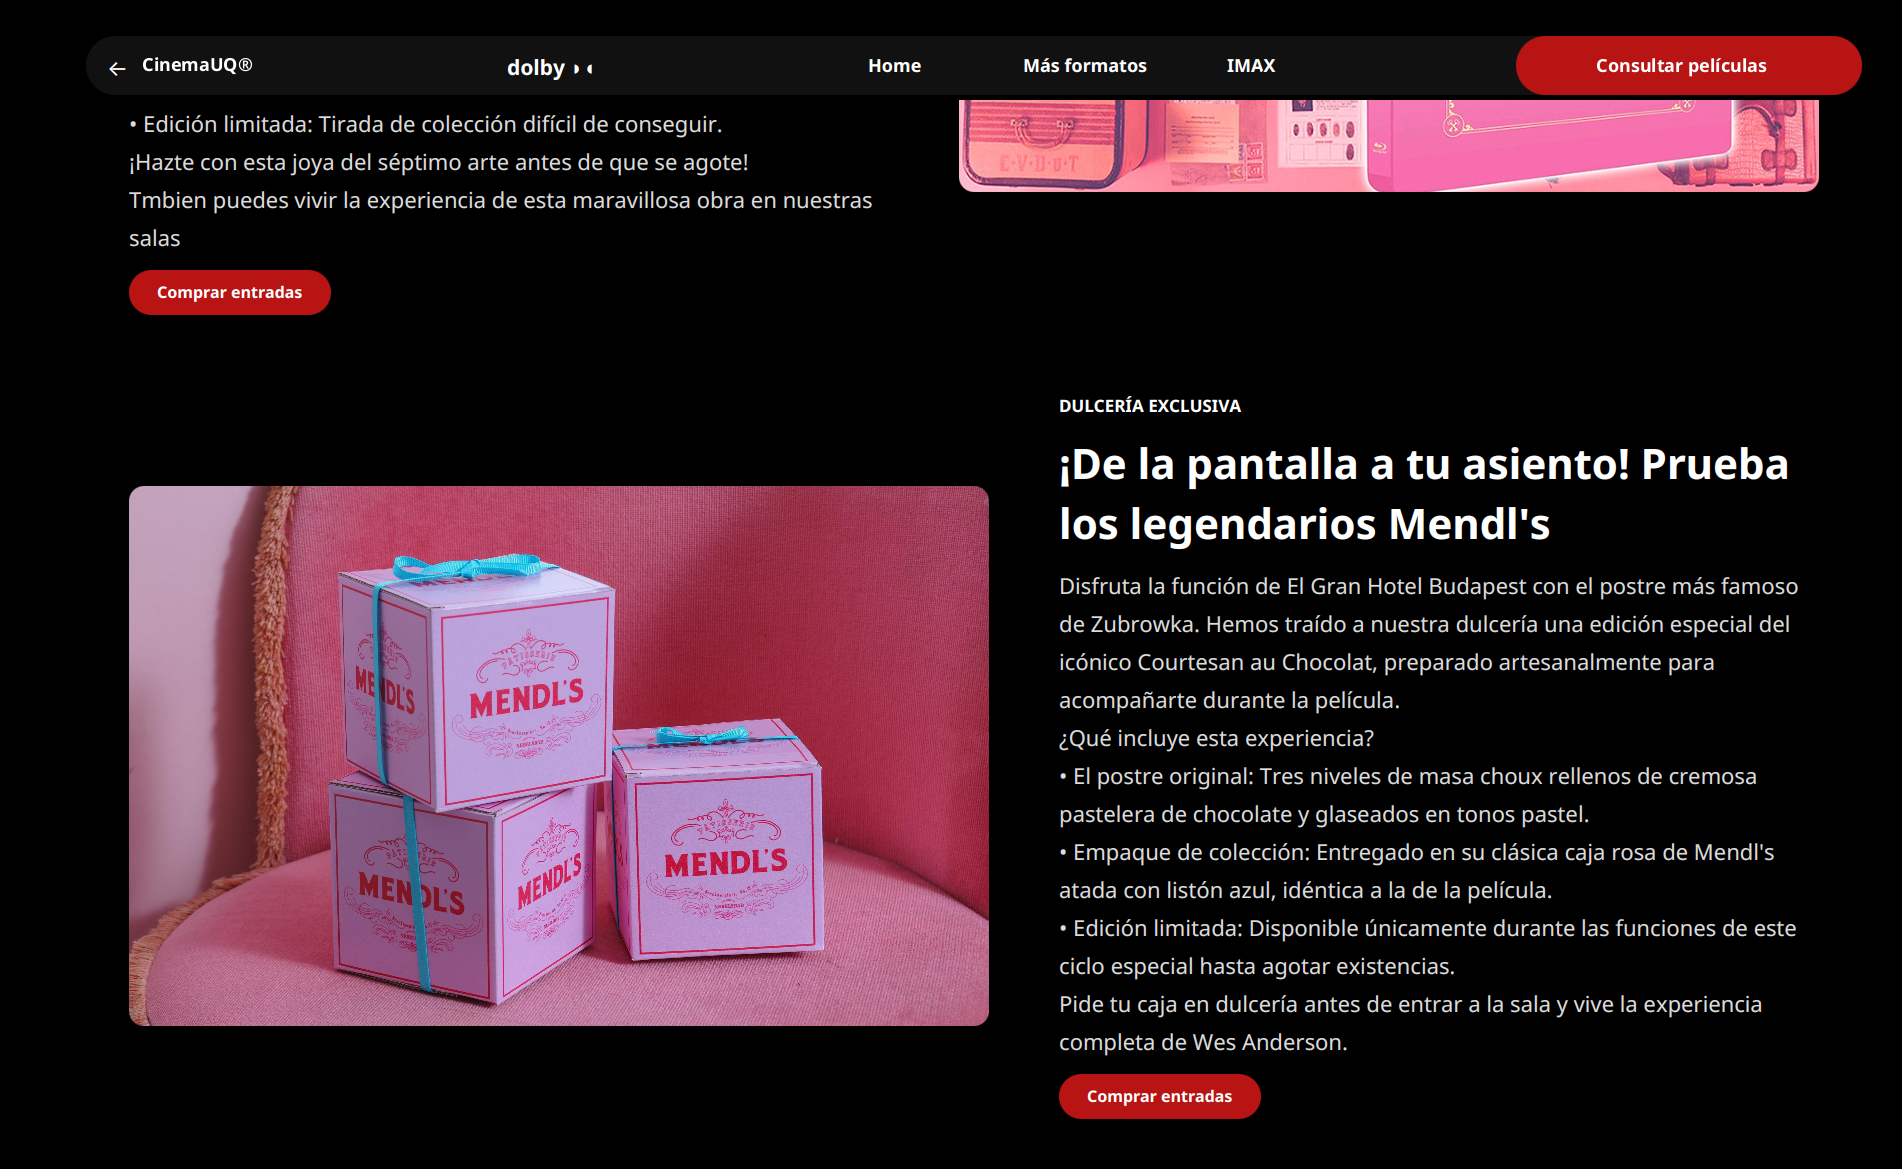 ← CinemaUQ®
dolby
Home
Más formatos
IMAX
Consultar películas
• Edición limitada: Tirada de colección difícil de conseguir.
¡Hazte con esta joya del séptimo arte antes de que se agote!
Tmbien puedes vivir la experiencia de esta maravillosa obra en nuestras
salas
Comprar entradas
C·V·D·U·T
DULCERÍA EXCLUSIVA
¡De la pantalla a tu asiento! Prueba
los legendarios Mendl's
Disfruta la función de El Gran Hotel Budapest con el postre más famoso
de Zubrowka. Hemos traído a nuestra dulcería una edición especial del
icónico Courtesan au Chocolat, preparado artesanalmente para
acompañarte durante la película.
¿Qué incluye esta experiencia?
• El postre original: Tres niveles de masa choux rellenos de cremosa
pastelera de chocolate y glaseados en tonos pastel.
• Empaque de colección: Entregado en su clásica caja rosa de Mendl's
atada con listón azul, idéntica a la de la película.
• Edición limitada: Disponible únicamente durante las funciones de este
ciclo especial hasta agotar existencias.
Pide tu caja en dulcería antes de entrar a la sala y vive la experiencia
completa de Wes Anderson.
Comprar entradas
PATISSERIE
MENDL'S
MENDL'S
PATISSERIE
MENDL'S
MENDL'S
PATISSERIE
MENDL'S